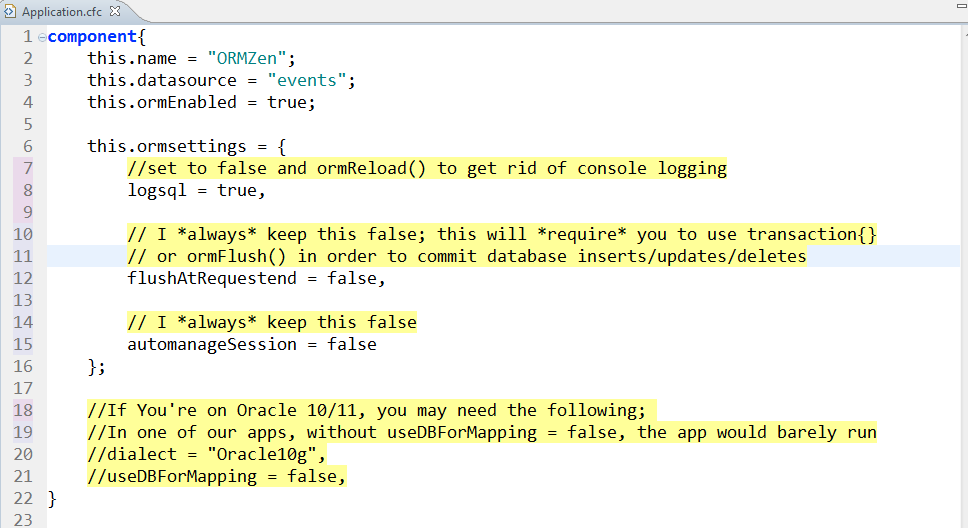 Application.cfc
1 component{
2 this.name = "ORMZen";
3 this.datasource = "events";
4 this.ormEnabled = true;
5
6 this.ormsettings = {
7 //set to false and ormReload() to get rid of console logging
8 logsql = true,
9
10 // I *always* keep this false; this will *require* you to use transaction{}
11 // or ormFlush() in order to commit database inserts/updates/deletes
12 flushAtRequestend = false,
13
14 // I *always* keep this false
15 automanageSession = false
16 };
17
18 //If You're on Oracle 10/11, you may need the following;
19 //In one of our apps, without useDBForMapping = false, the app would barely run
20 //dialect = "Oracle10g",
21 //useDBForMapping = false,
22 }
23